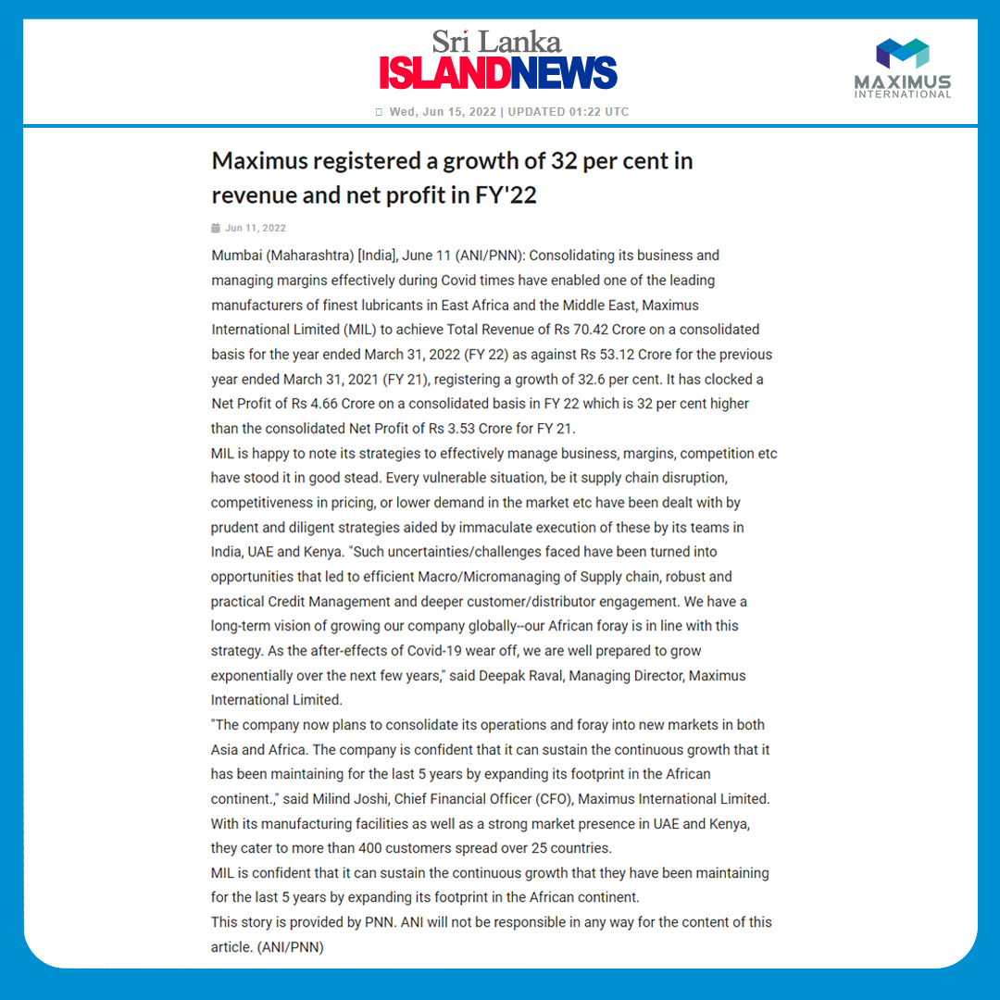 Sri Lanka
ISLANDNEWS
MAXIMUS
INTERNATIONAL
Wed, Jun 15, 2022 | UPDATED 01:22 UTC
Maximus registered a growth of 32 per cent in
revenue and net profit in FY'22
Jun 11, 2022
Mumbai (Maharashtra) [India], June 11 (ANI/PNN): Consolidating its business and
managing margins effectively during Covid times have enabled one of the leading
manufacturers of finest lubricants in East Africa and the Middle East, Maximus
International Limited (MIL) to achieve Total Revenue of Rs 70.42 Crore on a consolidated
basis for the year ended March 31, 2022 (FY 22) as against Rs 53.12 Crore for the previous
year ended March 31, 2021 (FY 21), registering a growth of 32.6 per cent. It has clocked a
Net Profit of Rs 4.66 Crore on a consolidated basis in FY 22 which is 32 per cent higher
than the consolidated Net Profit of Rs 3.53 Crore for FY 21.
MIL is happy to note its strategies to effectively manage business, margins, competition etc
have stood it in good stead. Every vulnerable situation, be it supply chain disruption,
competitiveness in pricing, or lower demand in the market etc have been dealt with by
prudent and diligent strategies aided by immaculate execution of these by its teams in
India, UAE and Kenya. "Such uncertainties/challenges faced have been turned into
opportunities that led to efficient Macro/Micromanaging of Supply chain, robust and
practical Credit Management and deeper customer/distributor engagement. We have a
long-term vision of growing our company globally--our African foray is in line with this
strategy. As the after-effects of Covid-19 wear off, we are well prepared to grow
exponentially over the next few years," said Deepak Raval, Managing Director, Maximus
International Limited.
"The company now plans to consolidate its operations and foray into new markets in both
Asia and Africa. The company is confident that it can sustain the continuous growth that it
has been maintaining for the last 5 years by expanding its footprint in the African
continent.," said Milind Joshi, Chief Financial Officer (CFO), Maximus International Limited.
With its manufacturing facilities as well as a strong market presence in UAE and Kenya,
they cater to more than 400 customers spread over 25 countries.
MIL is confident that it can sustain the continuous growth that they have been maintaining
for the last 5 years by expanding its footprint in the African continent.
This story is provided by PNN. ANI will not be responsible in any way for the content of this
article. (ANI/PNN)